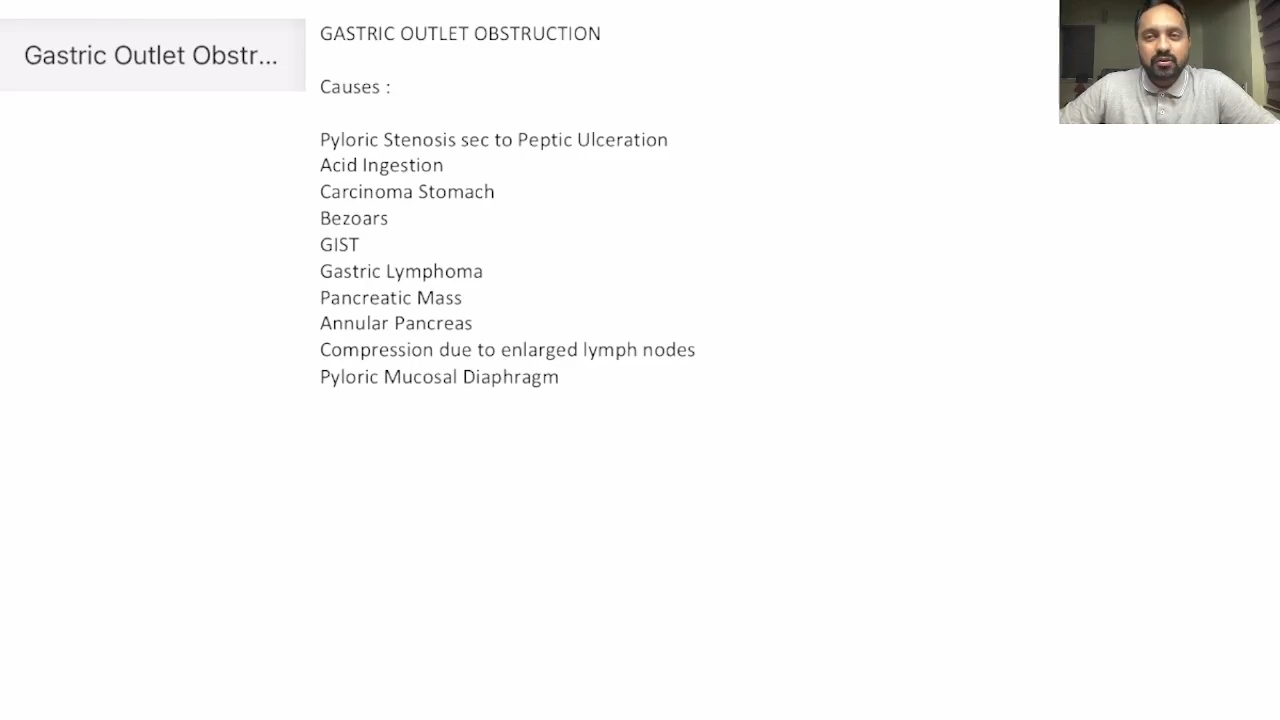 Gastric Outlet Obstr...
GASTRIC OUTLET OBSTRUCTION
Causes :
Pyloric Stenosis sec to Peptic Ulceration
Acid Ingestion
Carcinoma Stomach
Bezoars
GIST
Gastric Lymphoma
Pancreatic Mass
Annular Pancreas
Compression due to enlarged lymph nodes
Pyloric Mucosal Diaphragm